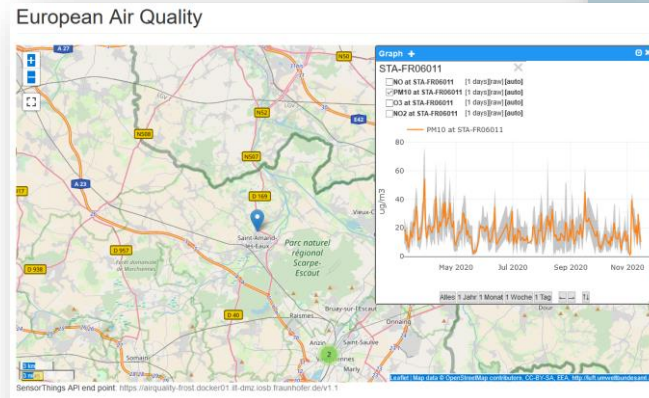 European Air Quality
Graph +
STA-FR06011
NO at STA-FR06011 [1 days][raw][auto]
PM10 at STA-FR06011 [1 days][raw][auto]
O3 at STA-FR06011 [1 days][raw][auto]
NO2 at STA-FR06011 [1 days][raw][auto]
PM10 at STA-FR06011
80
60
40
20
0
ug/m3
May 2020 Jul 2020 Sep 2020 Nov 2020
Alles 1 Jahr 1 Monat 1 Woche 1 Tag
A 27
N50
N52
E42
N508
N507
A 23
D 169
Vieux-C
Saint-Amand-les-Eaux
Parc naturel
régional
Scarpe-
Escaut
D 957
D 938
D 40
Raismes
Bruay-sur-l'Escaut
Onnaing
Anzin
Saint-Saulve
2
Marly
Somain
Dour
Leaflet | Map data © OpenStreetMap contributors, CC-BY-SA, EEA, http://luft.umweltbundesamt.
SensorThings API end point: https://airquality-frost.docker01.ilt-dmz.iosb.fraunhofer.de/v1.1